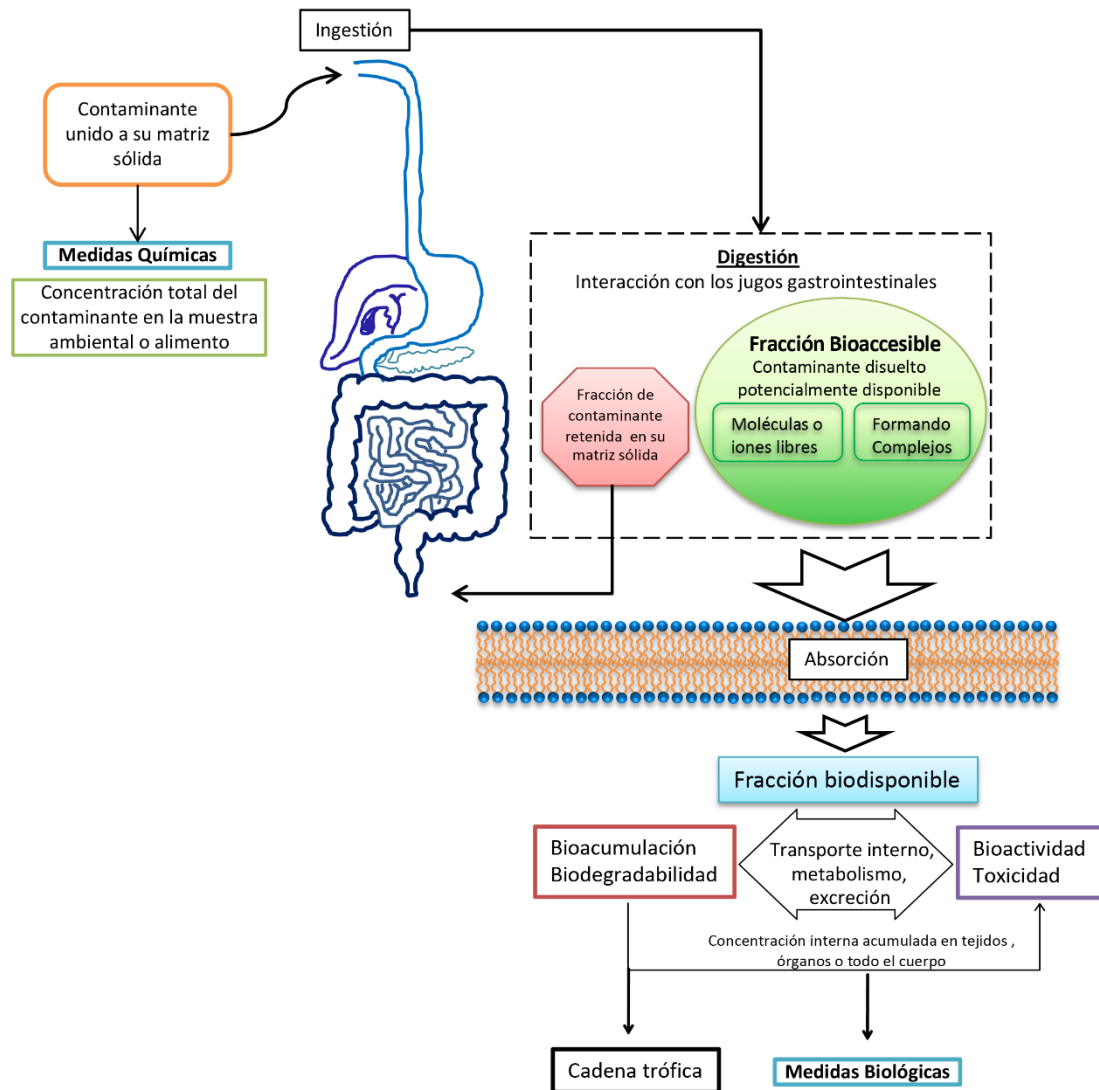 Ingestión
Contaminante
unido a su matriz
sólida
Medidas Químicas
Concentración total del
contaminante en la muestra
ambiental o alimento
Digestión
Interacción con los jugos gastrointestinales
Fracción Bioaccesible
Contaminante disuelto
potencialmente disponible
Moléculas o
iones libres
Formando
Complejos
Fracción de
contaminante
retenida en su
matriz sólida
Absorción
Fracción biodisponible
Bioacumulación
Biodegradabilidad
Transporte interno,
metabolismo,
excreción
Bioactividad
Toxicidad
Concentración interna acumulada en tejidos ,
órganos o todo el cuerpo
Cadena trófica
Medidas Biológicas